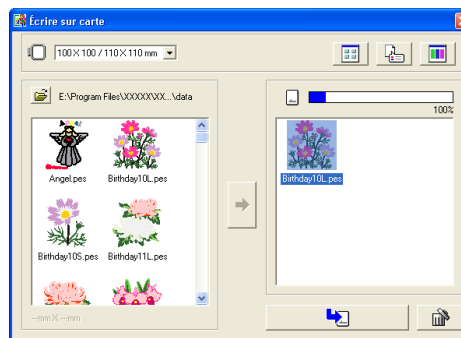 Écrire sur carte
100 X 100 / 110 X 110 mm
E:\Program Files\XXXXX\XX...\data
100%
Angel.pes
Birthday10L.pes
Birthday10L.pes
Birthday10S.pes
Birthday11L.pes
---mm X ---mm